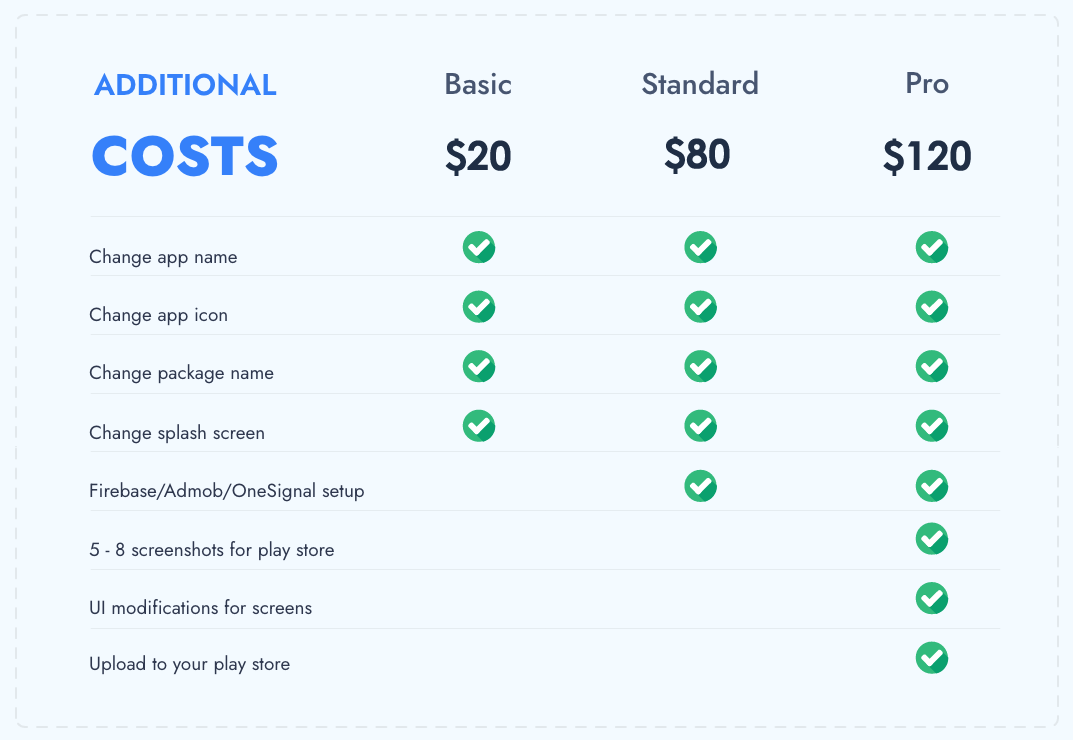 ADDITIONAL Basic Standard Pro
COSTS $20 $80 $120
Change app name
Change app icon
Change package name
Change splash screen
Firebase/Admob/OneSignal setup
5 - 8 screenshots for play store
UI modifications for screens
Upload to your play store